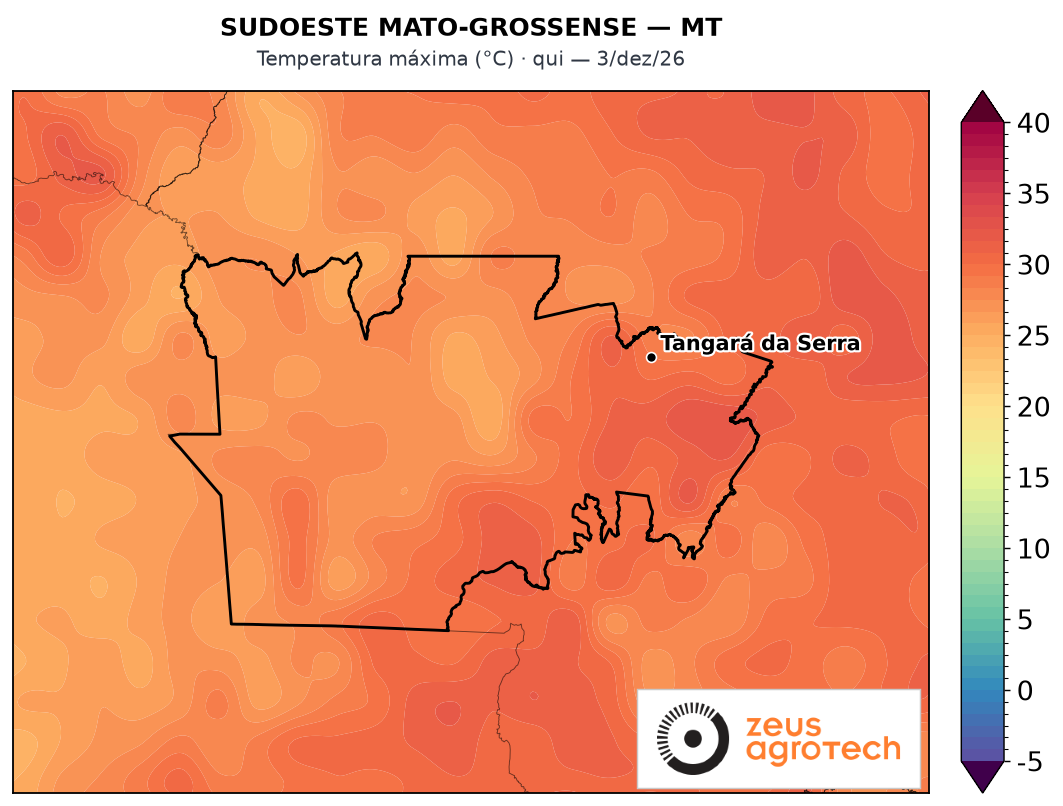 SUDOESTE MATO-GROSSENSE — MT
Temperatura máxima (°C) · qui — 3/dez/26
Tangará da Serra
40
35
30
25
20
15
10
5
0
-5
zeus
agrotech